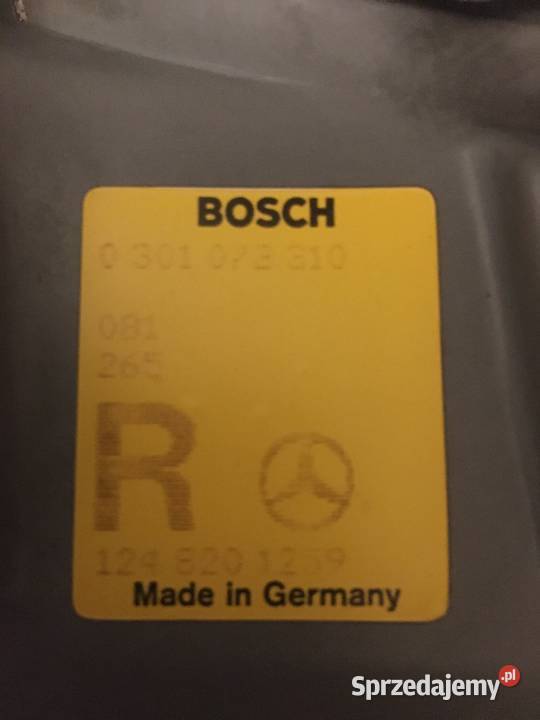 BOSCH
0 301 072 310
081
265
R
124 820 1259
Made in Germany
Sprzedajemy.pl